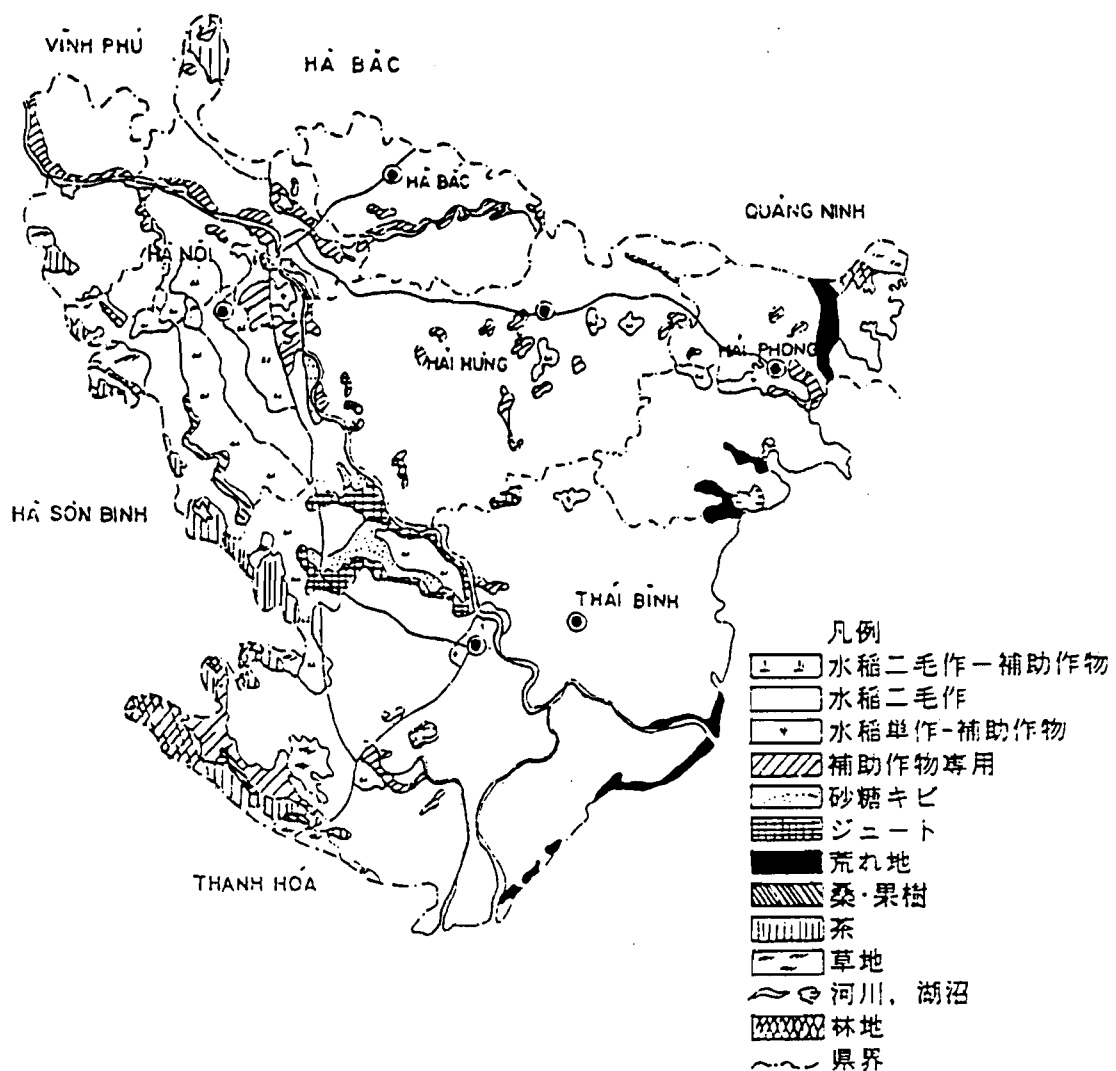 VĨNH PHÚ
HÀ BẮC
HÀ BẮC
QUẢNG NINH
HÀ NỘI
HẢI HƯNG
HẢI PHÒNG
HÀ SƠN BÌNH
THÁI BÌNH
THANH HÓA
凡例
水稲二毛作－補助作物
水稲二毛作
水稲単作-補助作物
補助作物専用
砂糖キビ
ジュート
荒れ地
桑・果樹
茶
草地
河川，湖沼
林地
県界